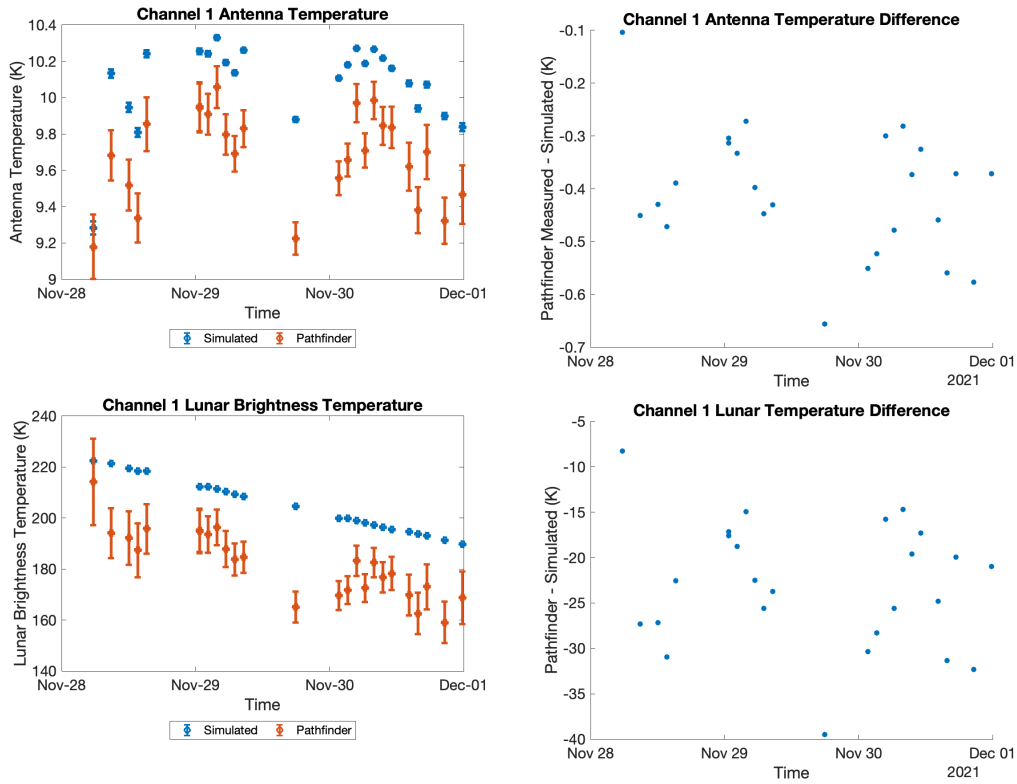 Channel 1 Antenna Temperature
Antenna Temperature (K)
10.4
10.2
10
9.8
9.6
9.4
9.2
9
Nov-28
Nov-29
Nov-30
Dec-01
Time
Simulated
Pathfinder
Channel 1 Antenna Temperature Difference
Pathfinder Measured - Simulated (K)
-0.1
-0.2
-0.3
-0.4
-0.5
-0.6
-0.7
Nov 28
Nov 29
Nov 30
Dec 01
Time
2021
Channel 1 Lunar Brightness Temperature
Lunar Brightness Temperature (K)
240
220
200
180
160
140
Nov-28
Nov-29
Nov-30
Dec-01
Time
Simulated
Pathfinder
Channel 1 Lunar Temperature Difference
Pathfinder - Simulated (K)
-5
-10
-15
-20
-25
-30
-35
-40
Nov 28
Nov 29
Nov 30
Dec 01
Time
2021